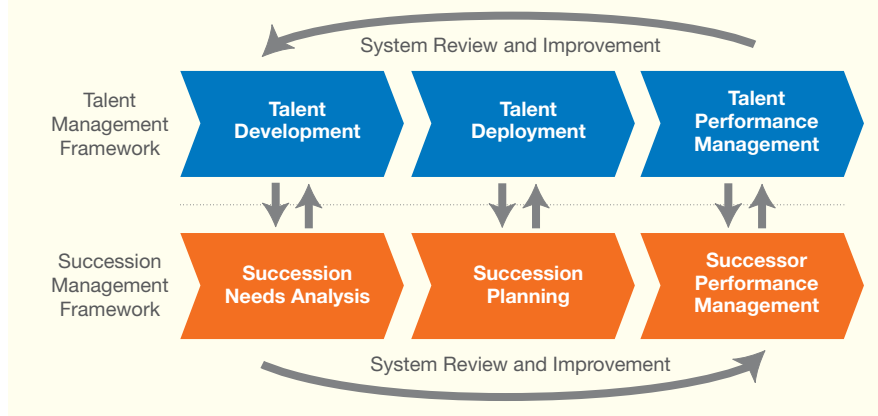 System Review and Improvement
Talent
Management
Framework
Talent
Development
Talent
Deployment
Talent
Performance
Management
Succession
Management
Framework
Succession
Needs Analysis
Succession
Planning
Successor
Performance
Management
System Review and Improvement